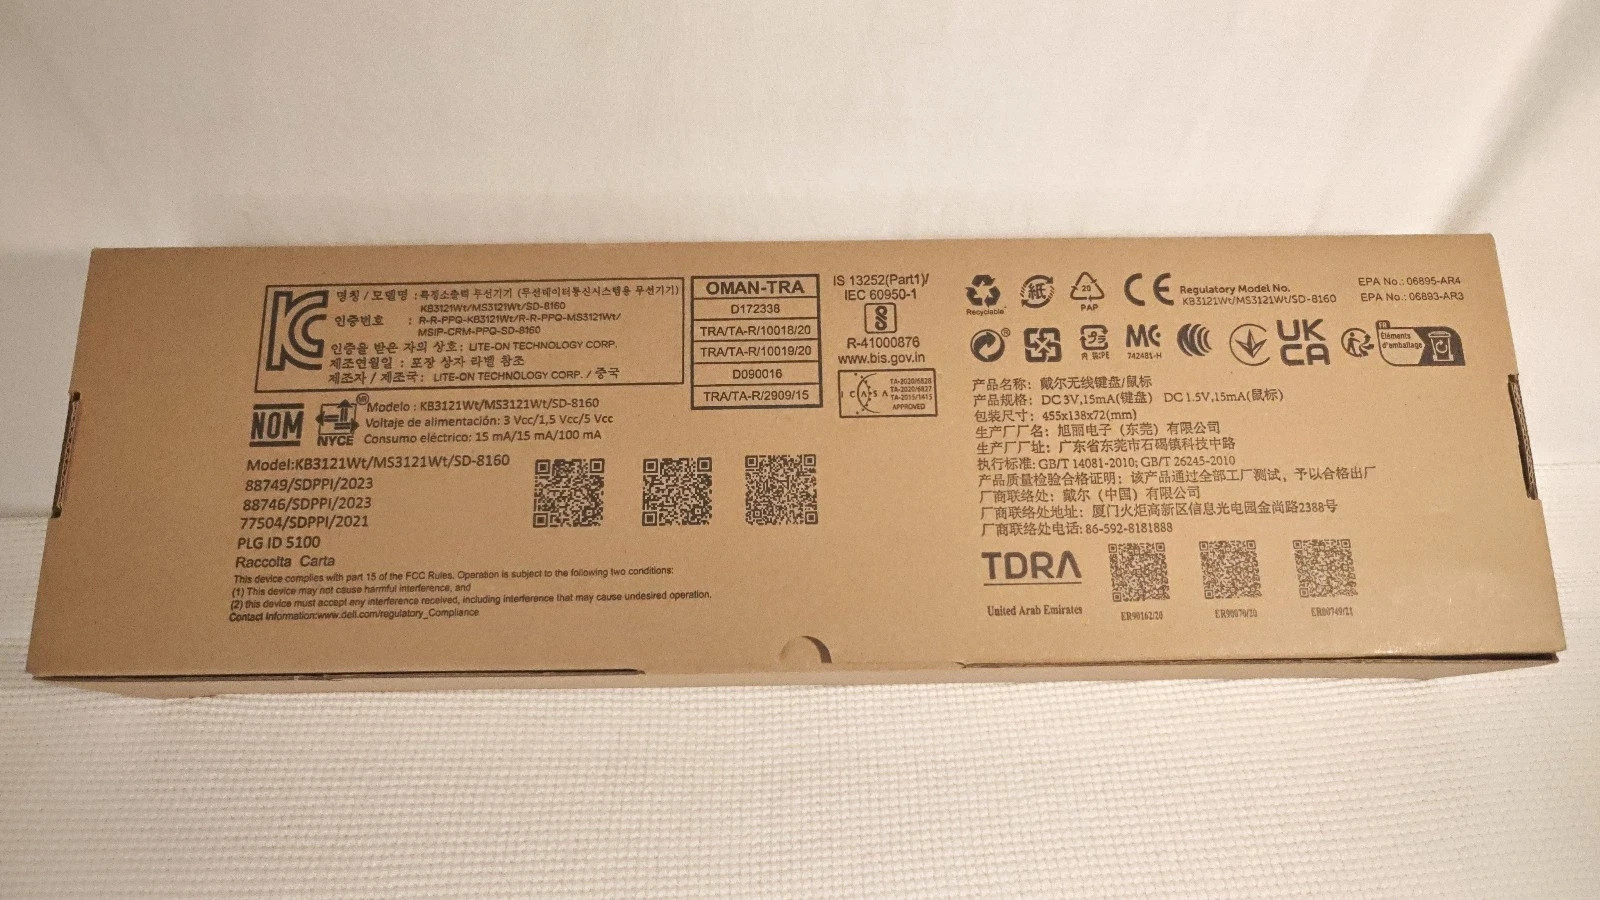 KC
명칭 / 모델명 : 특정소출력 무선기기 (무선데이터통신시스템용 무선기기)
KB3121Wt/MS3121Wt/SD-8160
인증번호 : R-R-PPQ-KB3121Wt/R-R-PPQ-MS3121Wt/
MSIP-CRM-PPQ-SD-8160
인증을 받은 자의 상호: LITE-ON TECHNOLOGY CORP.
제조연월일 : 포장 상자 라벨 참조
제조자 / 제조국: LITE-ON TECHNOLOGY CORP. / 중국
NOM
NYCE
MR
Modelo : KB3121Wt/MS3121Wt/SD-8160
Voltaje de alimentación: 3 Vcc/1,5 Vcc/5 Vcc
Consumo eléctrico: 15 mA/15 mA/100 mA
Model:KB3121Wt/MS3121Wt/SD-8160
88749/SDPPI/2023
88746/SDPPI/2023
77504/SDPPI/2021
PLG ID 5100
Raccolta Carta
This device complies with part 15 of the FCC Rules. Operation is subject to the following two conditions:
(1) This device may not cause harmful interference, and
(2) this device must accept any interference received, including interference that may cause undesired operation.
Contact Information:www.dell.com/regulatory_Compliance
OMAN-TRA
D172338
TRA/TA-R/10018/20
TRA/TA-R/10019/20
D090016
TRA/TA-R/2909/15
IS 13252(Part1)/
IEC 60950-1
R-41000876
www.bis.gov.in
I C A S A
TA-2020/6828
TA-2020/6827
TA-2015/1415
APPROVED
Recyclable
紙
20
PAP
CE
Regulatory Model No.
KB3121Wt/MS3121Wt/SD-8160
EPA No.: 06895-AR4
EPA No.: 06893-AR3
742481-H
UK
CA
FR
Éléments
d'emballage
产品名称: 戴尔无线键盘/鼠标
产品规格: DC 3V,15mA(键盘) DC 1.5V,15mA(鼠标)
包装尺寸: 455x138x72(mm)
生产厂厂名: 旭丽电子(东莞)有限公司
生产厂厂址: 广东省东莞市石碣镇科技中路
执行标准: GB/T 14081-2010; GB/T 26245-2010
产品质量检验合格证明: 该产品通过全部工厂测试, 予以合格出厂
厂商联络处: 戴尔(中国)有限公司
厂商联络处地址: 厦门火炬高新区信息光电园金尚路2388号
厂商联络处电话: 86-592-8181888
TDRA
United Arab Emirates
ER90162/20
ER90070/20
ER80749/21